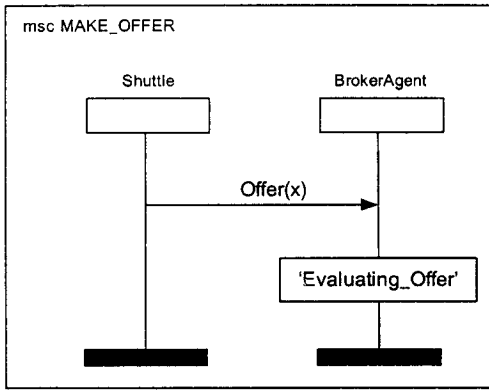 msc MAKE_OFFER
Shuttle
BrokerAgent
Offer(x)
'Evaluating_Offer'